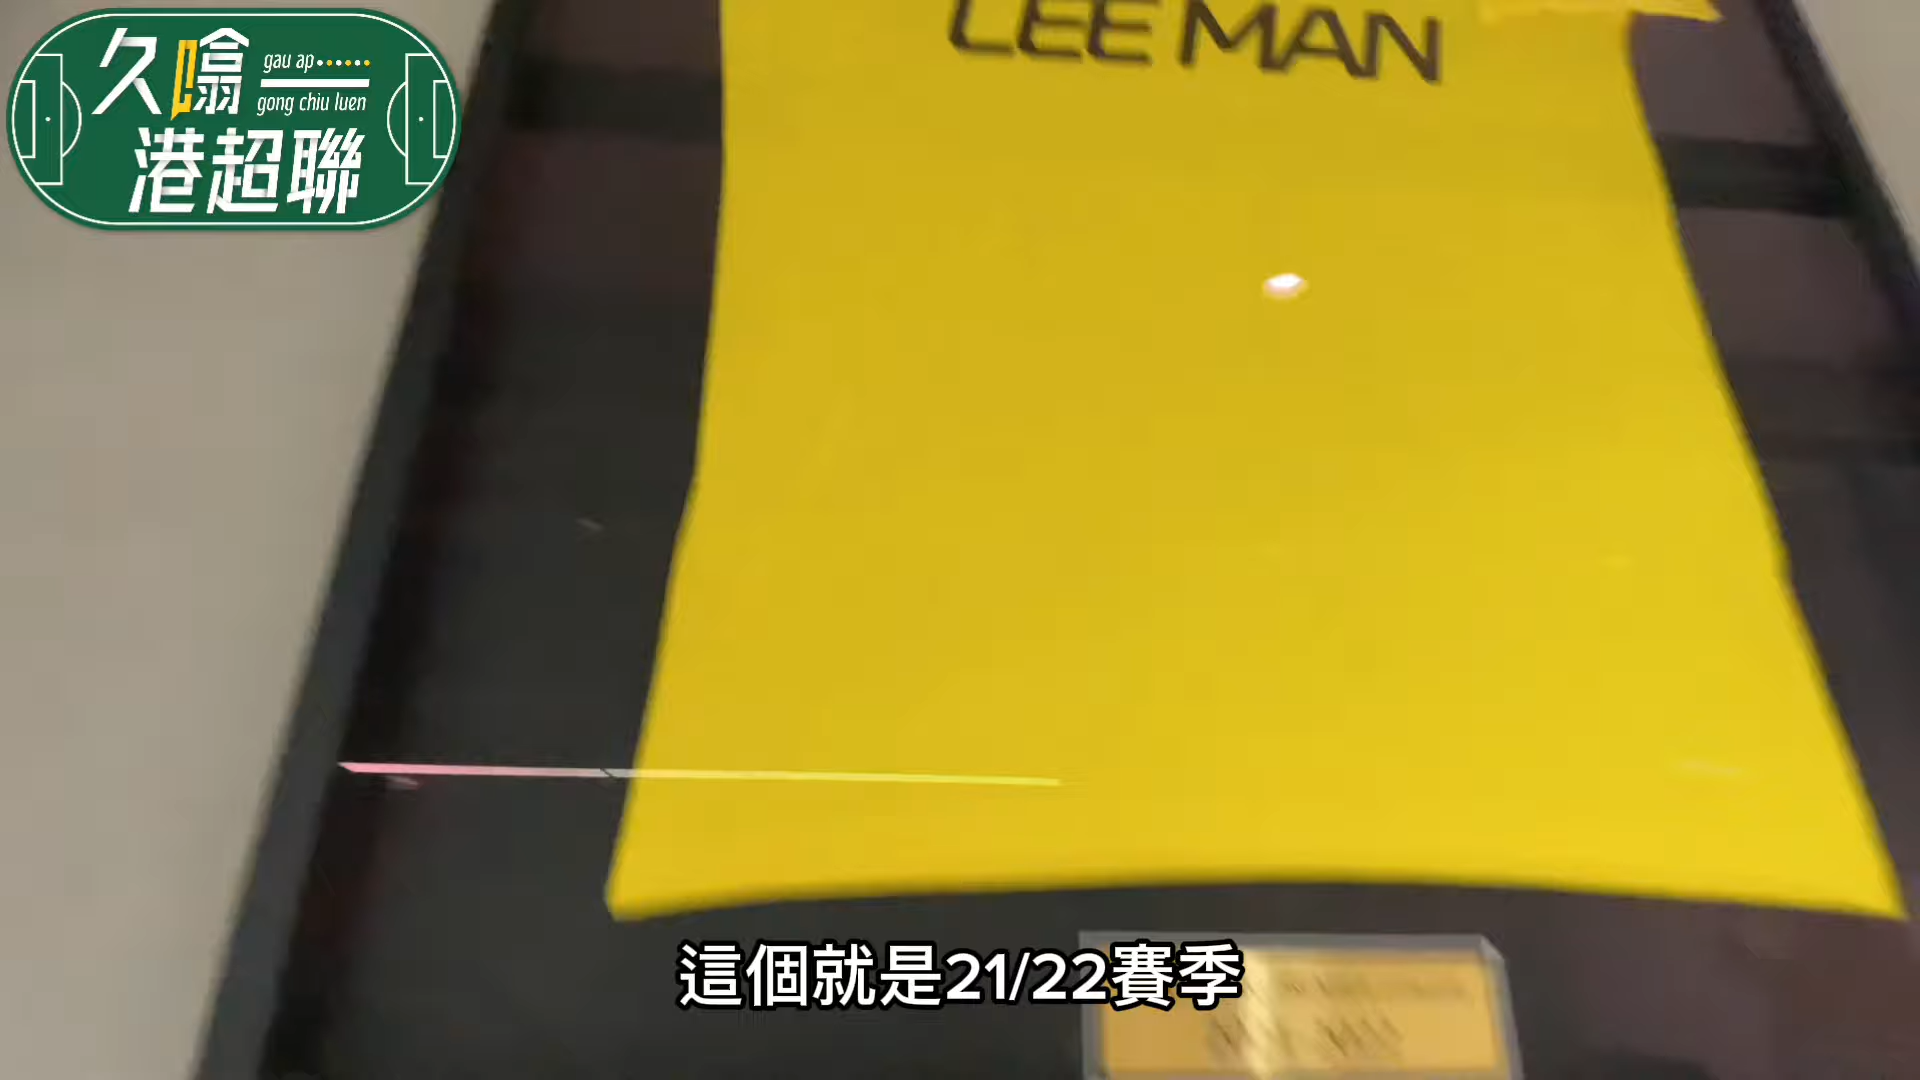 久噏
gau ap......
gong chiu luen
港超聯
LEE MAN
這個就是21/22賽季